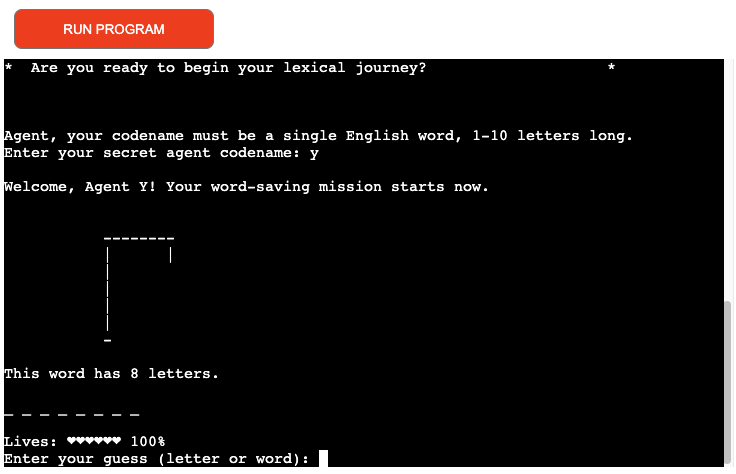 RUN PROGRAM
*  Are you ready to begin your lexical journey?                    *
Agent, your codename must be a single English word, 1-10 letters long.
Enter your secret agent codename: y
Welcome, Agent Y! Your word-saving mission starts now.
This word has 8 letters.
_ _ _ _ _ _ _ _
Lives: ♥♥♥♥♥♥ 100%
Enter your guess (letter or word):